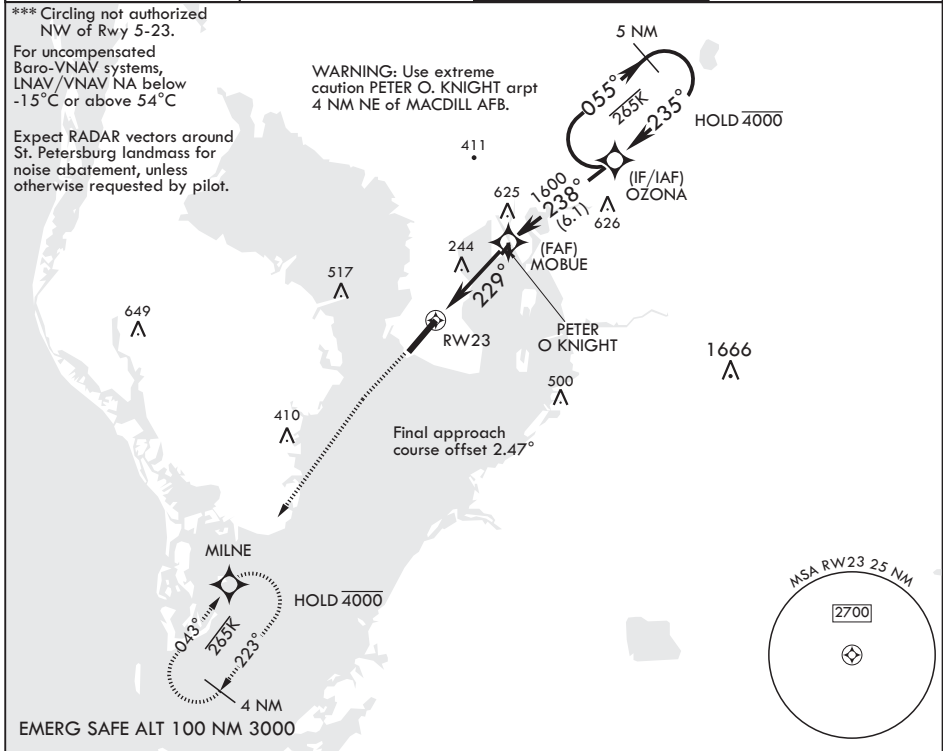 *** Circling not authorized
NW of Rwy 5-23.
For uncompensated
Baro-VNAV systems,
LNAV/VNAV NA below
-15°C or above 54°C
Expect RADAR vectors around
St. Petersburg landmass for
noise abatement, unless
otherwise requested by pilot.
WARNING: Use extreme
caution PETER O. KNIGHT arpt
4 NM NE of MACDILL AFB.
5 NM
055°
265K
235°
HOLD 4000
(IF/IAF)
OZONA
411
625
1600
238°
(6.1)
626
(FAF)
MOBUE
244
229°
517
649
RW23
PETER
O KNIGHT
1666
500
410
Final approach
course offset 2.47°
MILNE
HOLD 4000
043°
265K
223°
4 NM
MSA RW23 25 NM
2700
EMERG SAFE ALT 100 NM 3000